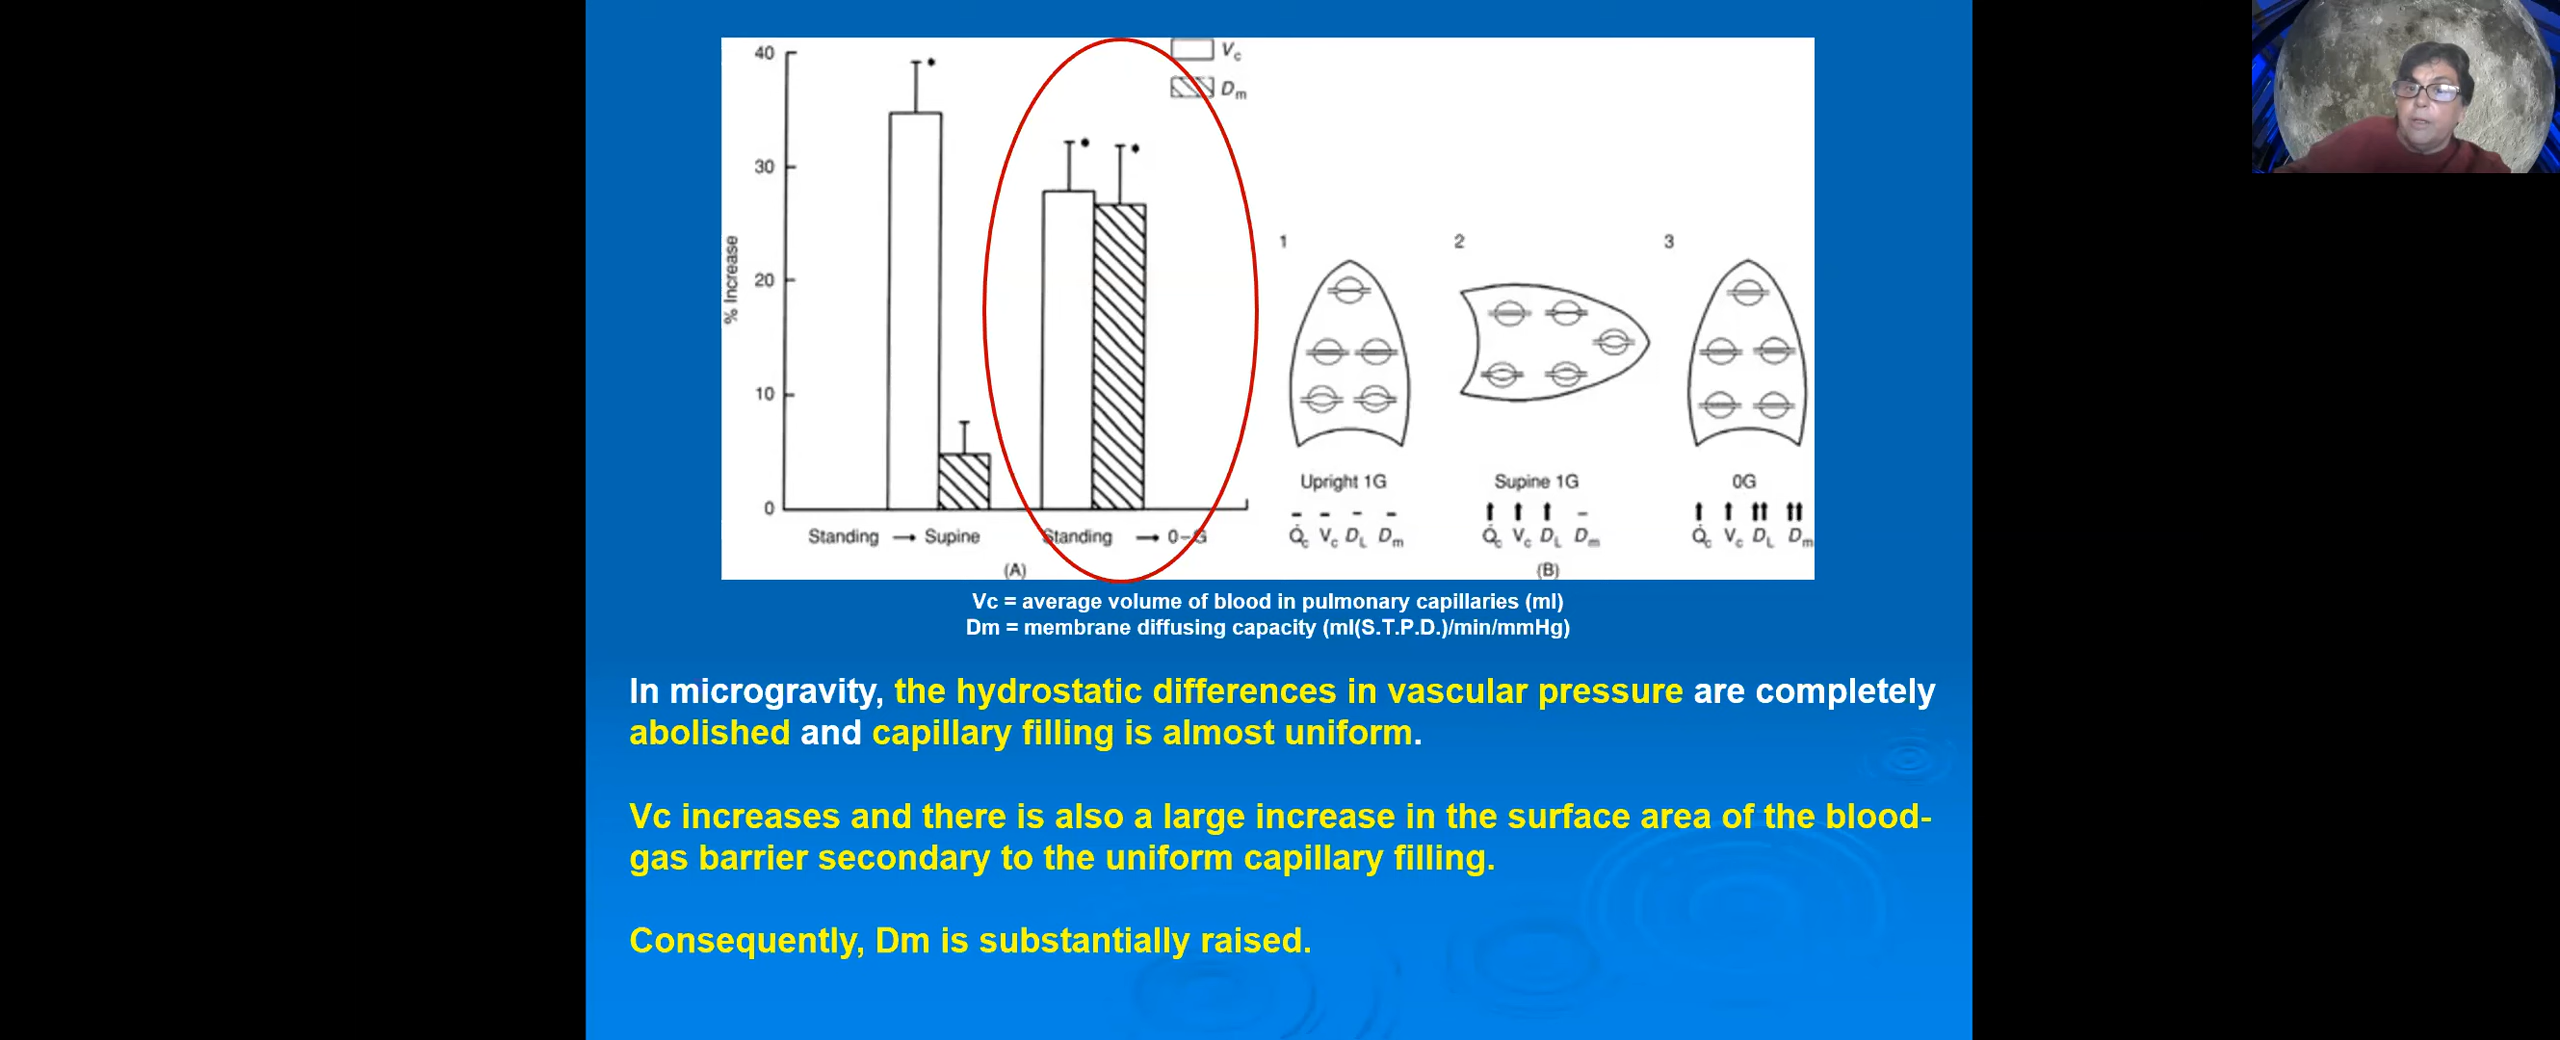 40
30
20
10
0
% Increase
Vc
Dm
Standing → Supine
Standing → 0–G
(A)
1
2
3
Upright 1G
Supine 1G
0G
- - - -
Q̇c Vc DL Dm
⬆ ⬆ ⬆ -
Q̇c Vc DL Dm
⬆ ⬆ ⬆⬆ ⬆⬆
Q̇c Vc DL Dm
(B)
Vc = average volume of blood in pulmonary capillaries (ml)
Dm = membrane diffusing capacity (ml(S.T.P.D.)/min/mmHg)
In microgravity, the hydrostatic differences in vascular pressure are completely
abolished and capillary filling is almost uniform.
Vc increases and there is also a large increase in the surface area of the blood-
gas barrier secondary to the uniform capillary filling.
Consequently, Dm is substantially raised.